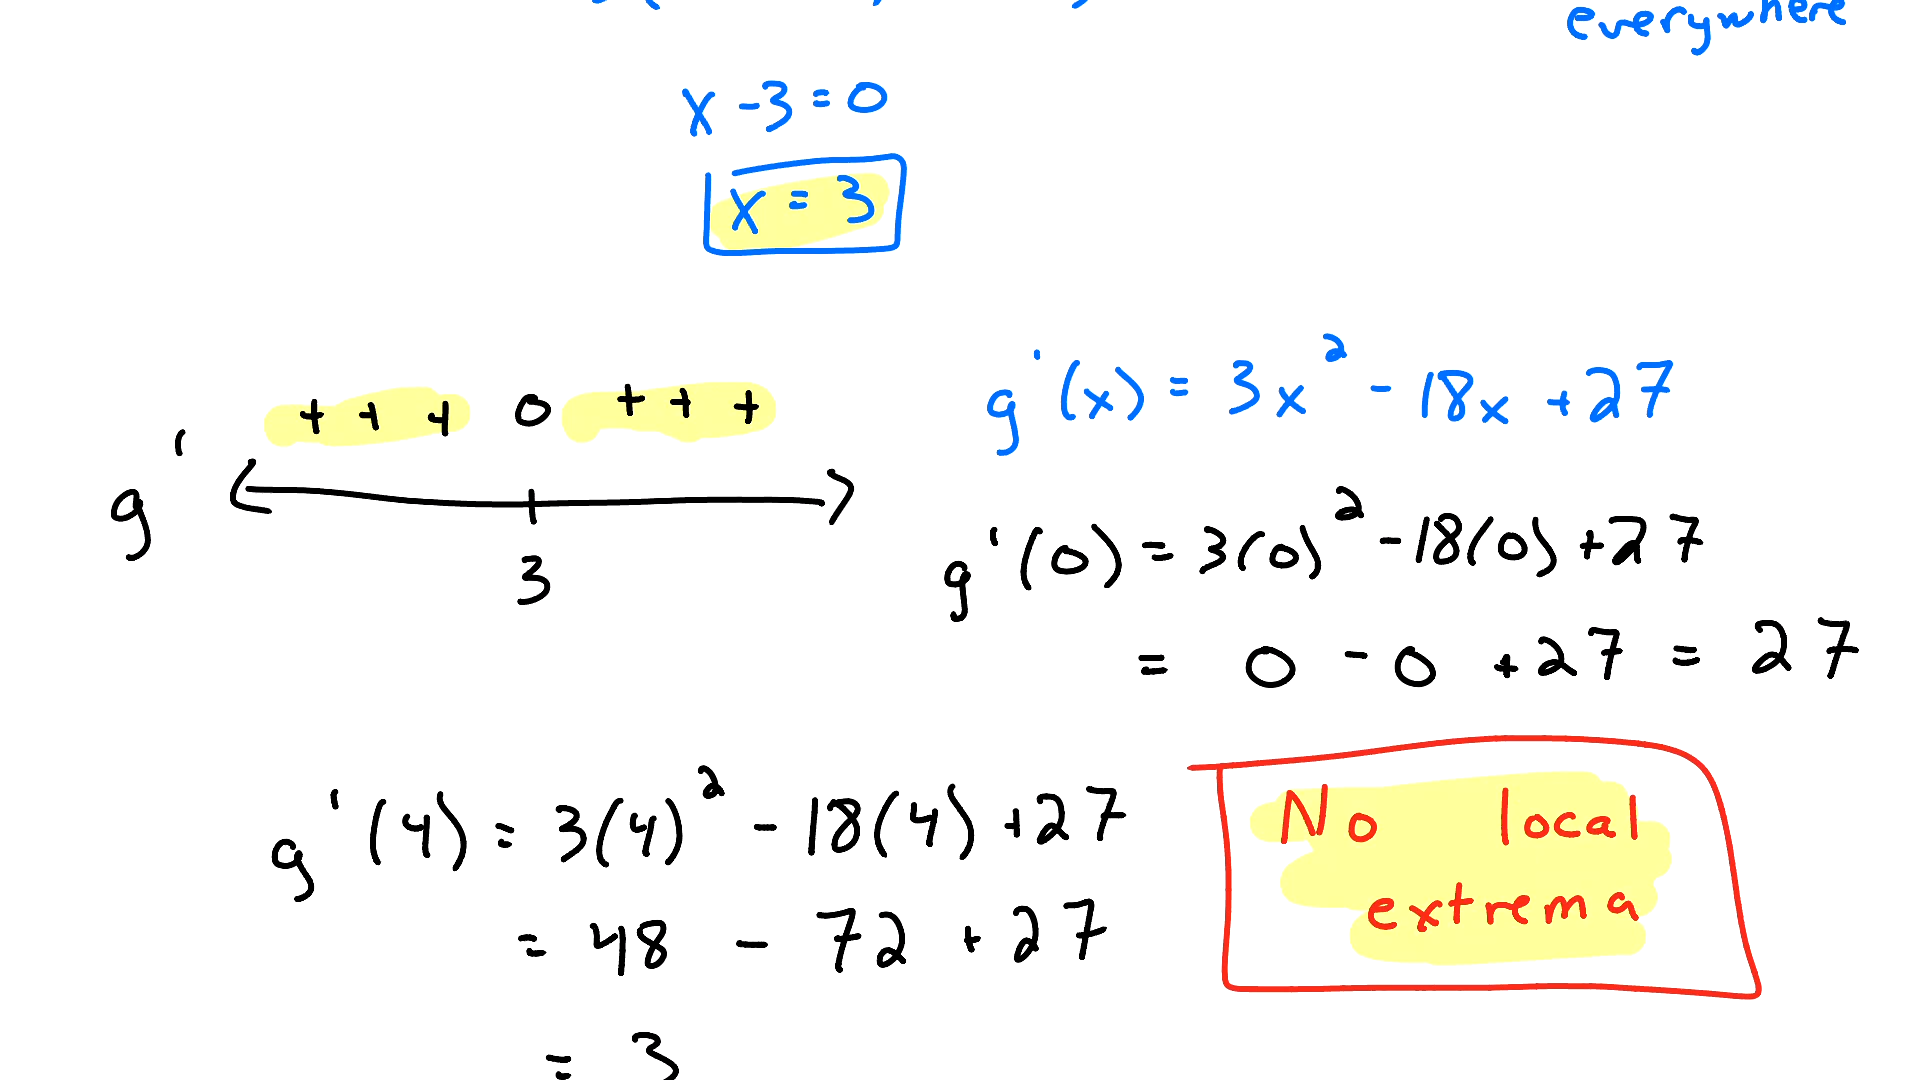 everywhere
x - 3 = 0
x = 3
g'(x) = 3x² - 18x + 27
+ + + 0 + + +
g'
3
g'(0) = 3(0)² - 18(0) + 27
= 0 - 0 + 27 = 27
g'(4) = 3(4)² - 18(4) + 27
= 48 - 72 + 27
= 3
No local
extrema